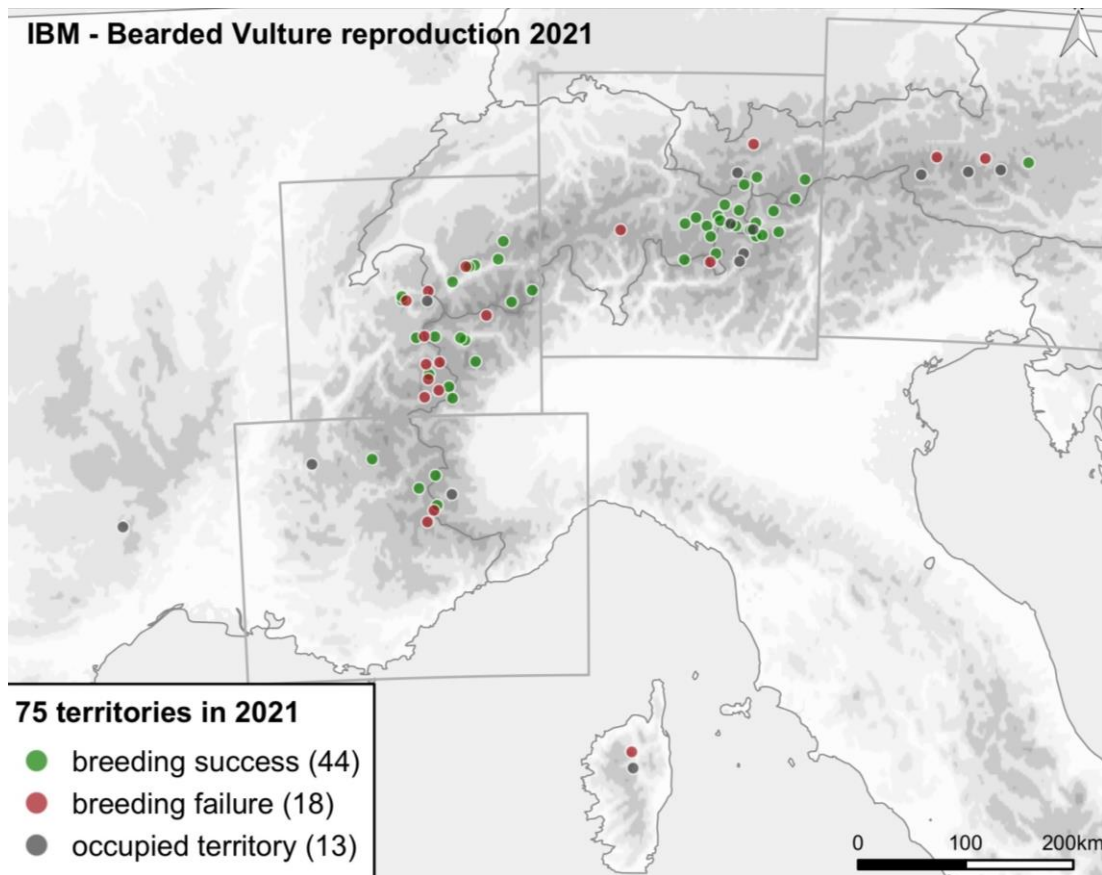 IBM - Bearded Vulture reproduction 2021
75 territories in 2021
breeding success (44)
breeding failure (18)
occupied territory (13)
0 100 200km